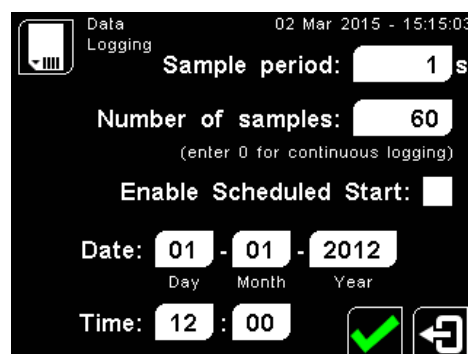 Data Logging
02 Mar 2015 - 15:15:03
Sample period: 1 s
Number of samples: 60
(enter 0 for continuous logging)
Enable Scheduled Start:
Date: 01 - 01 - 2012
Day Month Year
Time: 12 : 00